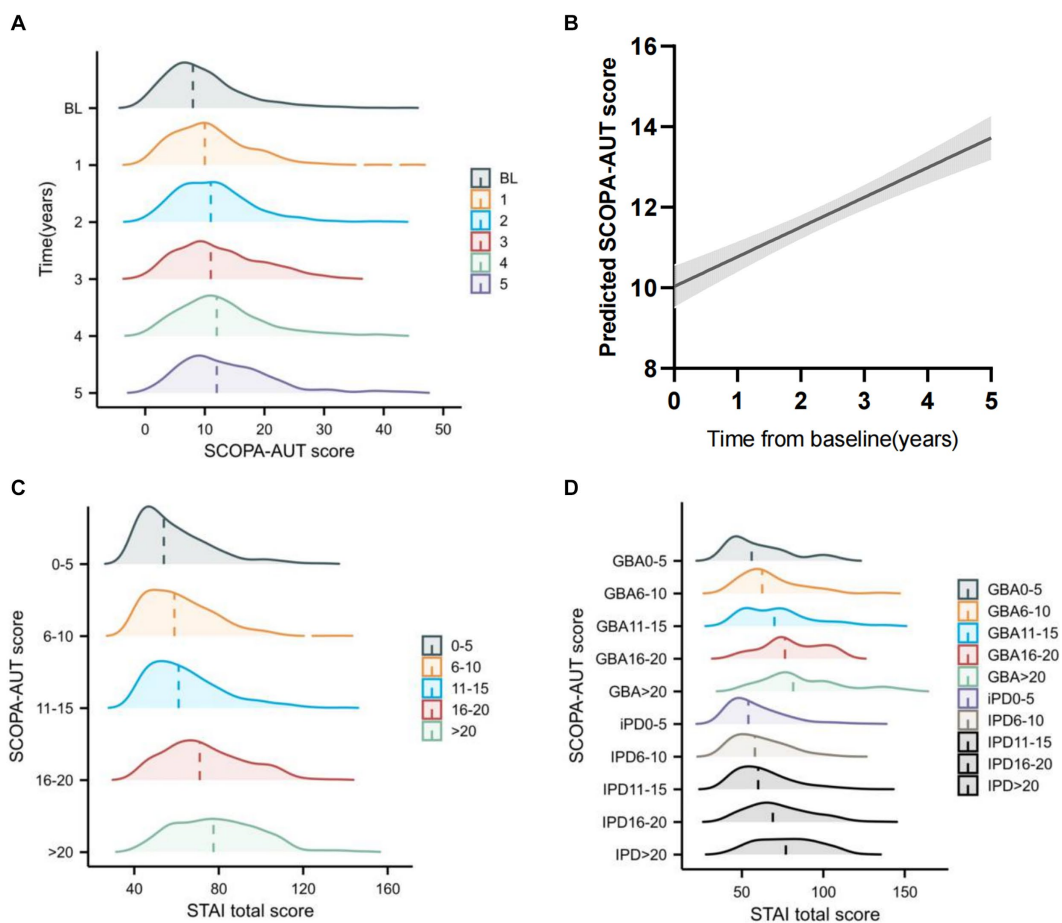 A
BL
1
2
3
4
5
Time(years)
0
10
20
30
40
50
SCOPA-AUT score
BL
1
2
3
4
5
B
16
14
12
10
8
Predicted SCOPA-AUT score
0
1
2
3
4
5
Time from baseline(years)
C
0-5
6-10
11-15
16-20
>20
SCOPA-AUT score
40
80
120
160
STAI total score
0-5
6-10
11-15
16-20
>20
D
GBA0-5
GBA6-10
GBA11-15
GBA16-20
GBA>20
iPD0-5
IPD6-10
IPD11-15
IPD16-20
IPD>20
SCOPA-AUT score
50
100
150
STAI total score
GBA0-5
GBA6-10
GBA11-15
GBA16-20
GBA>20
iPD0-5
IPD6-10
IPD11-15
IPD16-20
IPD>20